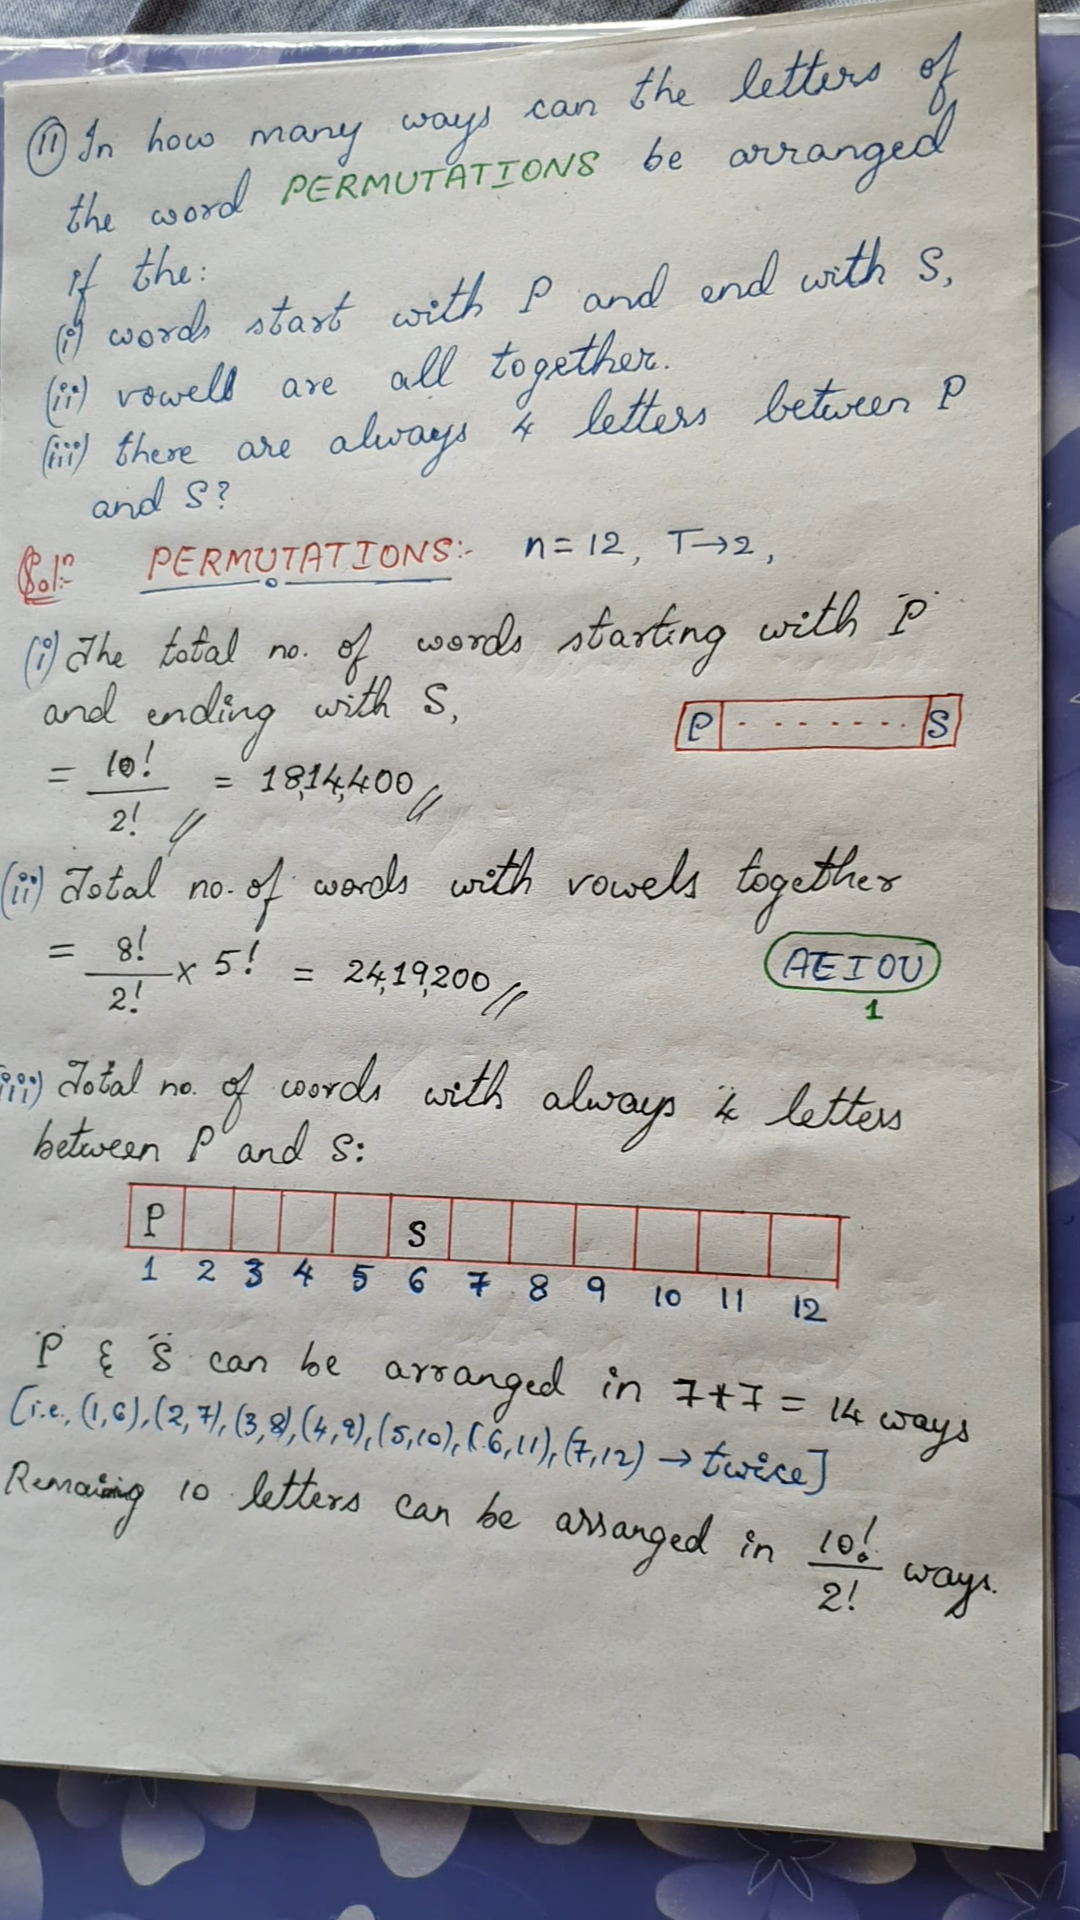 (11) In how many ways can the letters of
the word PERMUTATIONS be arranged
if the:
(i) words start with P and end with S,
(ii) vowels are all together.
(iii) there are always 4 letters between P
and S?
Solⁿ:- PERMUTATIONS:- n=12, T→2,
(i) The total no. of words starting with P
and ending with S,
P . . . . . . . S
= 10!/2! = 18,14,400//
(ii) Total no. of words with vowels together
= 8!/2! × 5! = 24,19,200//
AEIOU
1
(iii) Total no. of words with always 4 letters
between P and S:
P S
1 2 3 4 5 6 7 8 9 10 11 12
P & S can be arranged in 7+7 = 14 ways
[i.e., (1,6), (2,7), (3,8), (4,9), (5,10), (6,11), (7,12) → twice]
Remaining 10 letters can be arranged in 10!/2! ways.